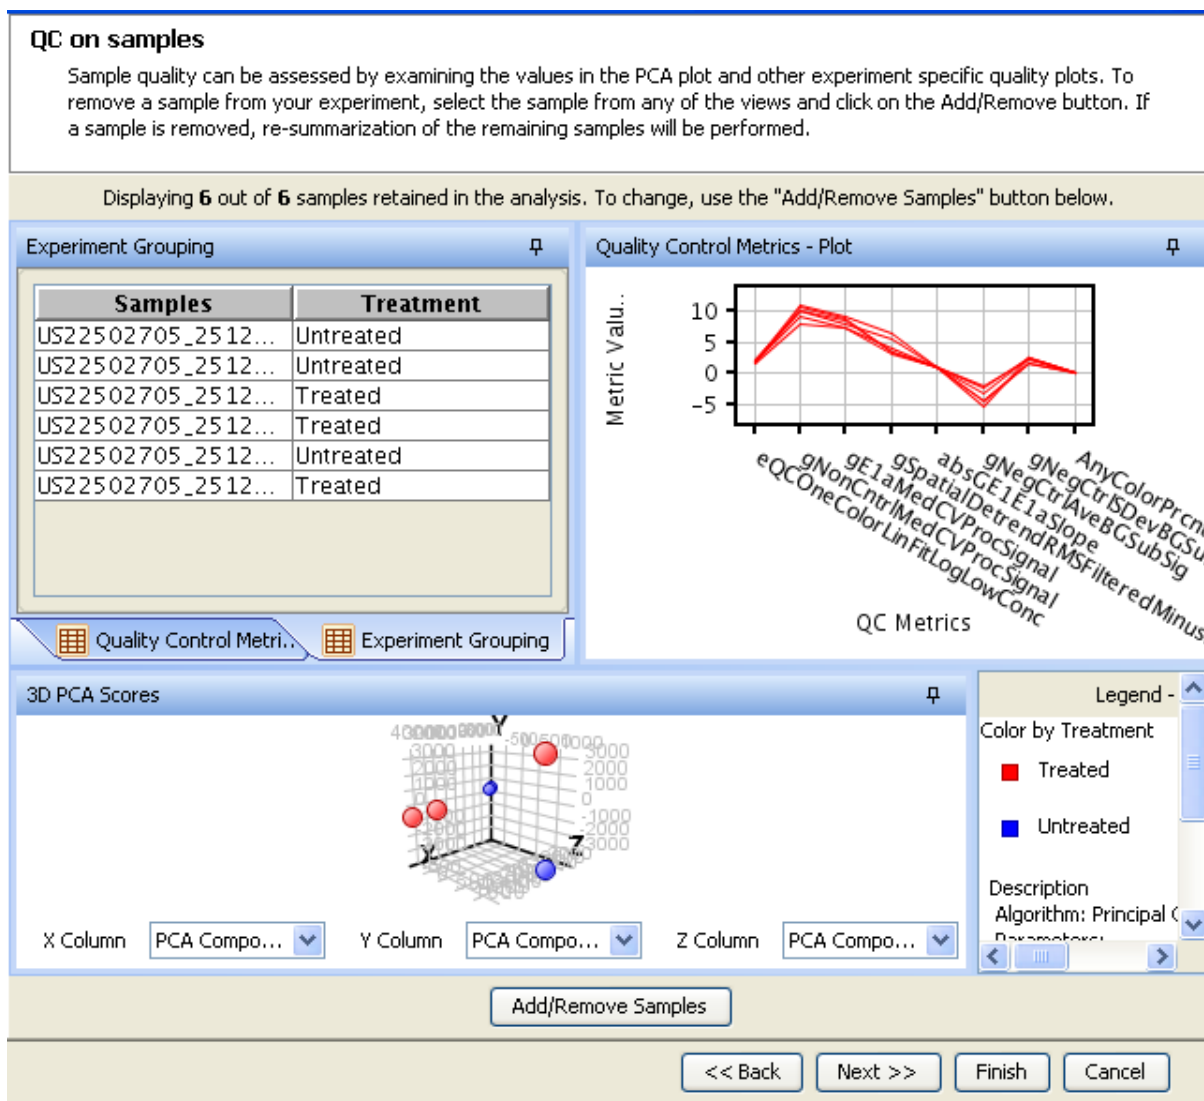 QC on samples
Sample quality can be assessed by examining the values in the PCA plot and other experiment specific quality plots. To
remove a sample from your experiment, select the sample from any of the views and click on the Add/Remove button. If
a sample is removed, re-summarization of the remaining samples will be performed.
Displaying 6 out of 6 samples retained in the analysis. To change, use the "Add/Remove Samples" button below.
Experiment Grouping
Samples Treatment
US22502705_2512... Untreated
US22502705_2512... Untreated
US22502705_2512... Treated
US22502705_2512... Treated
US22502705_2512... Untreated
US22502705_2512... Treated
Quality Control Metri..
Experiment Grouping
Quality Control Metrics - Plot
Metric Valu..
10
5
0
-5
eQCOneColorLinFitLogLowConc
gNonCntrlMedCVProcSignal
gE1aMedCVProcSignal
gSpatialDetrendRMSFilteredMinus
absGE1E1aSlope
gNegCtrlAveBGSubSig
gNegCtrlSDevBGSu
AnyColorPrcn
QC Metrics
3D PCA Scores
Y
X
Z
3000
2000
1000
0
-1000
-2000
-3000
X Column PCA Compo...
Y Column PCA Compo...
Z Column PCA Compo...
Legend -
Color by Treatment
Treated
Untreated
Description
Algorithm: Principal
Add/Remove Samples
<< Back
Next >>
Finish
Cancel